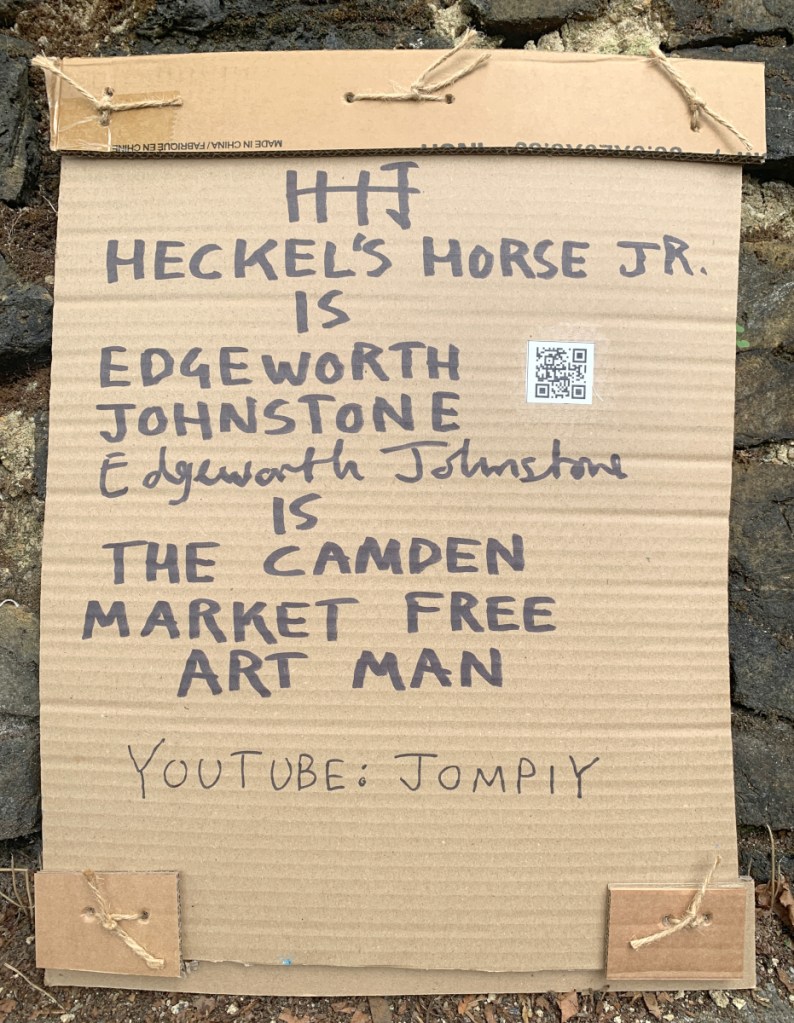 MADE IN CHINA / FABRIQUÉ EN CHINE
HHJ
HECKEL'S HORSE JR.
IS
EDGEWORTH
JOHNSTONE
Edgeworth Johnstone
IS
THE CAMDEN
MARKET FREE
ART MAN
YOUTUBE: JOMPIY